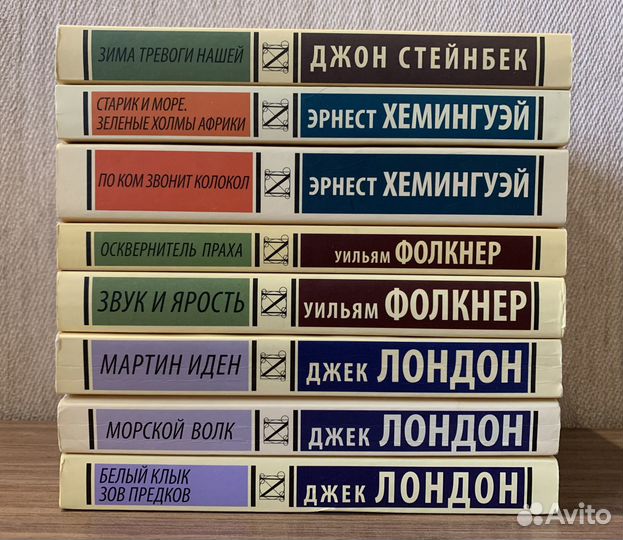 ЗИМА ТРЕВОГИ НАШЕЙ ДЖОН СТЕЙНБЕК
СТАРИК И МОРЕ.
ЗЕЛЕНЫЕ ХОЛМЫ АФРИКИ ЭРНЕСТ ХЕМИНГУЭЙ
ПО КОМ ЗВОНИТ КОЛОКОЛ ЭРНЕСТ ХЕМИНГУЭЙ
ОСКВЕРНИТЕЛЬ ПРАХА УИЛЬЯМ ФОЛКНЕР
ЗВУК И ЯРОСТЬ УИЛЬЯМ ФОЛКНЕР
МАРТИН ИДЕН ДЖЕК ЛОНДОН
МОРСКОЙ ВОЛК ДЖЕК ЛОНДОН
БЕЛЫЙ КЛЫК
ЗОВ ПРЕДКОВ ДЖЕК ЛОНДОН
Avito